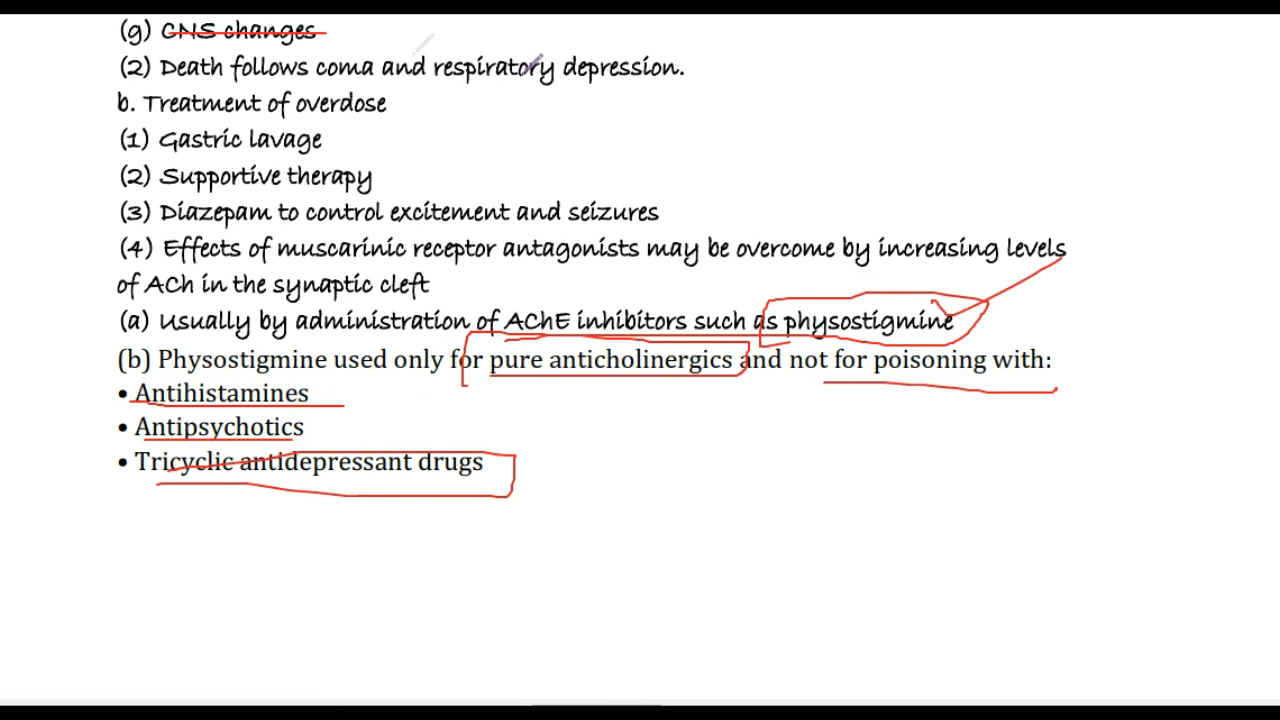 (g) CNS changes
(2) Death follows coma and respiratory depression.
b. Treatment of overdose
(1) Gastric lavage
(2) Supportive therapy
(3) Diazepam to control excitement and seizures
(4) Effects of muscarinic receptor antagonists may be overcome by increasing levels
of ACh in the synaptic cleft
(a) Usually by administration of AChE inhibitors such as physostigmine
(b) Physostigmine used only for pure anticholinergics and not for poisoning with:
• Antihistamines
• Antipsychotics
• Tricyclic antidepressant drugs